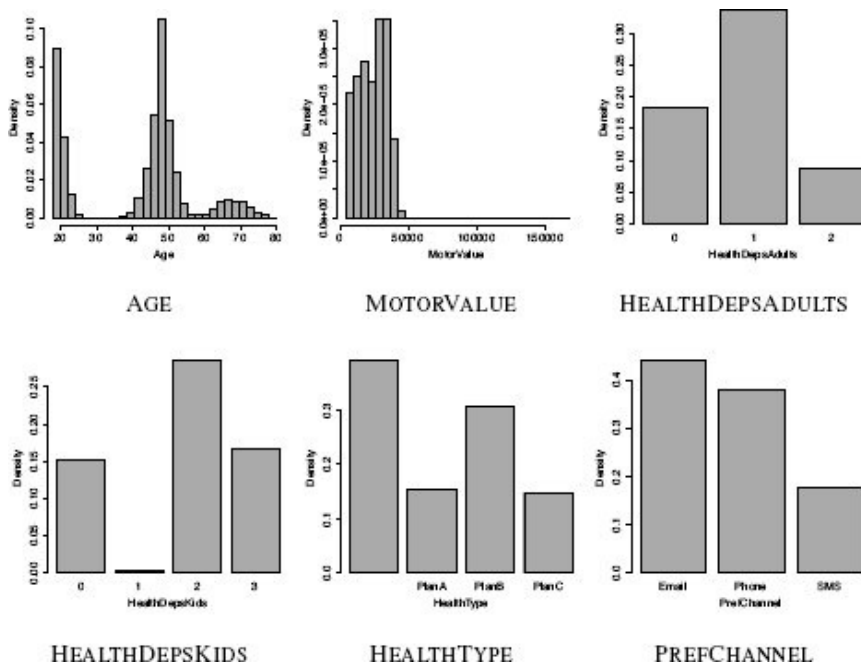 Density
0.00 0.02 0.04 0.06 0.08 0.10
20 30 40 50 60 70 80
Age
AGE
Density
0.0e+00 1.0e-05 2.0e-05 3.0e-05
0 50000 100000 150000
MotorValue
MOTORVALUE
Density
0.00 0.05 0.10 0.15 0.20 0.25 0.30
0 1 2
HealthDepsAdults
HEALTHDEPSADULTS
Density
0.00 0.05 0.10 0.15 0.20 0.25
0 1 2 3
HealthDepsKids
HEALTHDEPSKIDS
Density
0.0 0.1 0.2 0.3
PlanA PlanB PlanC
HealthType
HEALTHTYPE
Density
0.0 0.1 0.2 0.3 0.4
Email Phone SMS
PrefChannel
PREFCHANNEL